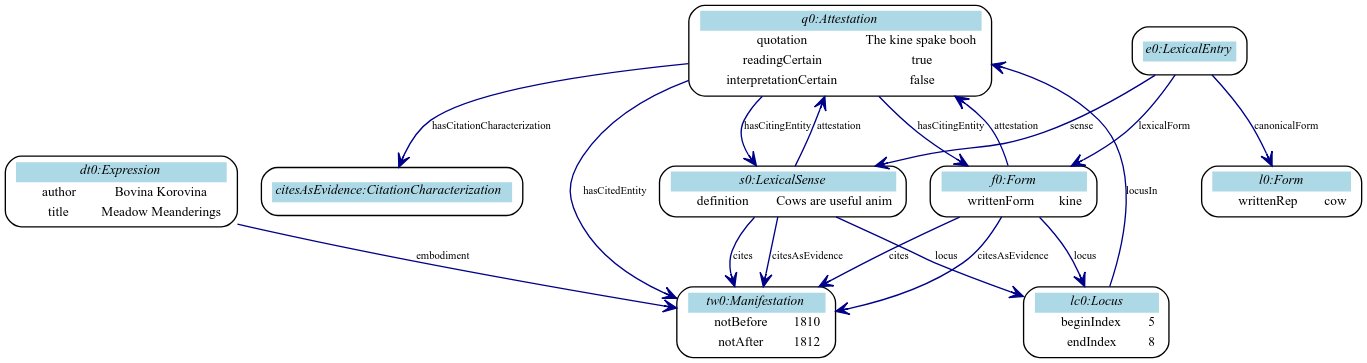 q0:Attestation
quotation The kine spake booh
readingCertain true
interpretationCertain false
e0:LexicalEntry
hasCitationCharacterization
hasCitingEntity
attestation
hasCitingEntity
attestation
sense
lexicalForm
canonicalForm
dt0:Expression
author Bovina Korovina
title Meadow Meanderings
citesAsEvidence:CitationCharacterization
hasCitedEntity
s0:LexicalSense
definition Cows are useful anim
f0:Form
writtenForm kine
locusIn
l0:Form
writtenRep cow
embodiment
cites
citesAsEvidence
cites
locus
citesAsEvidence
locus
tw0:Manifestation
notBefore 1810
notAfter 1812
lc0:Locus
beginIndex 5
endIndex 8